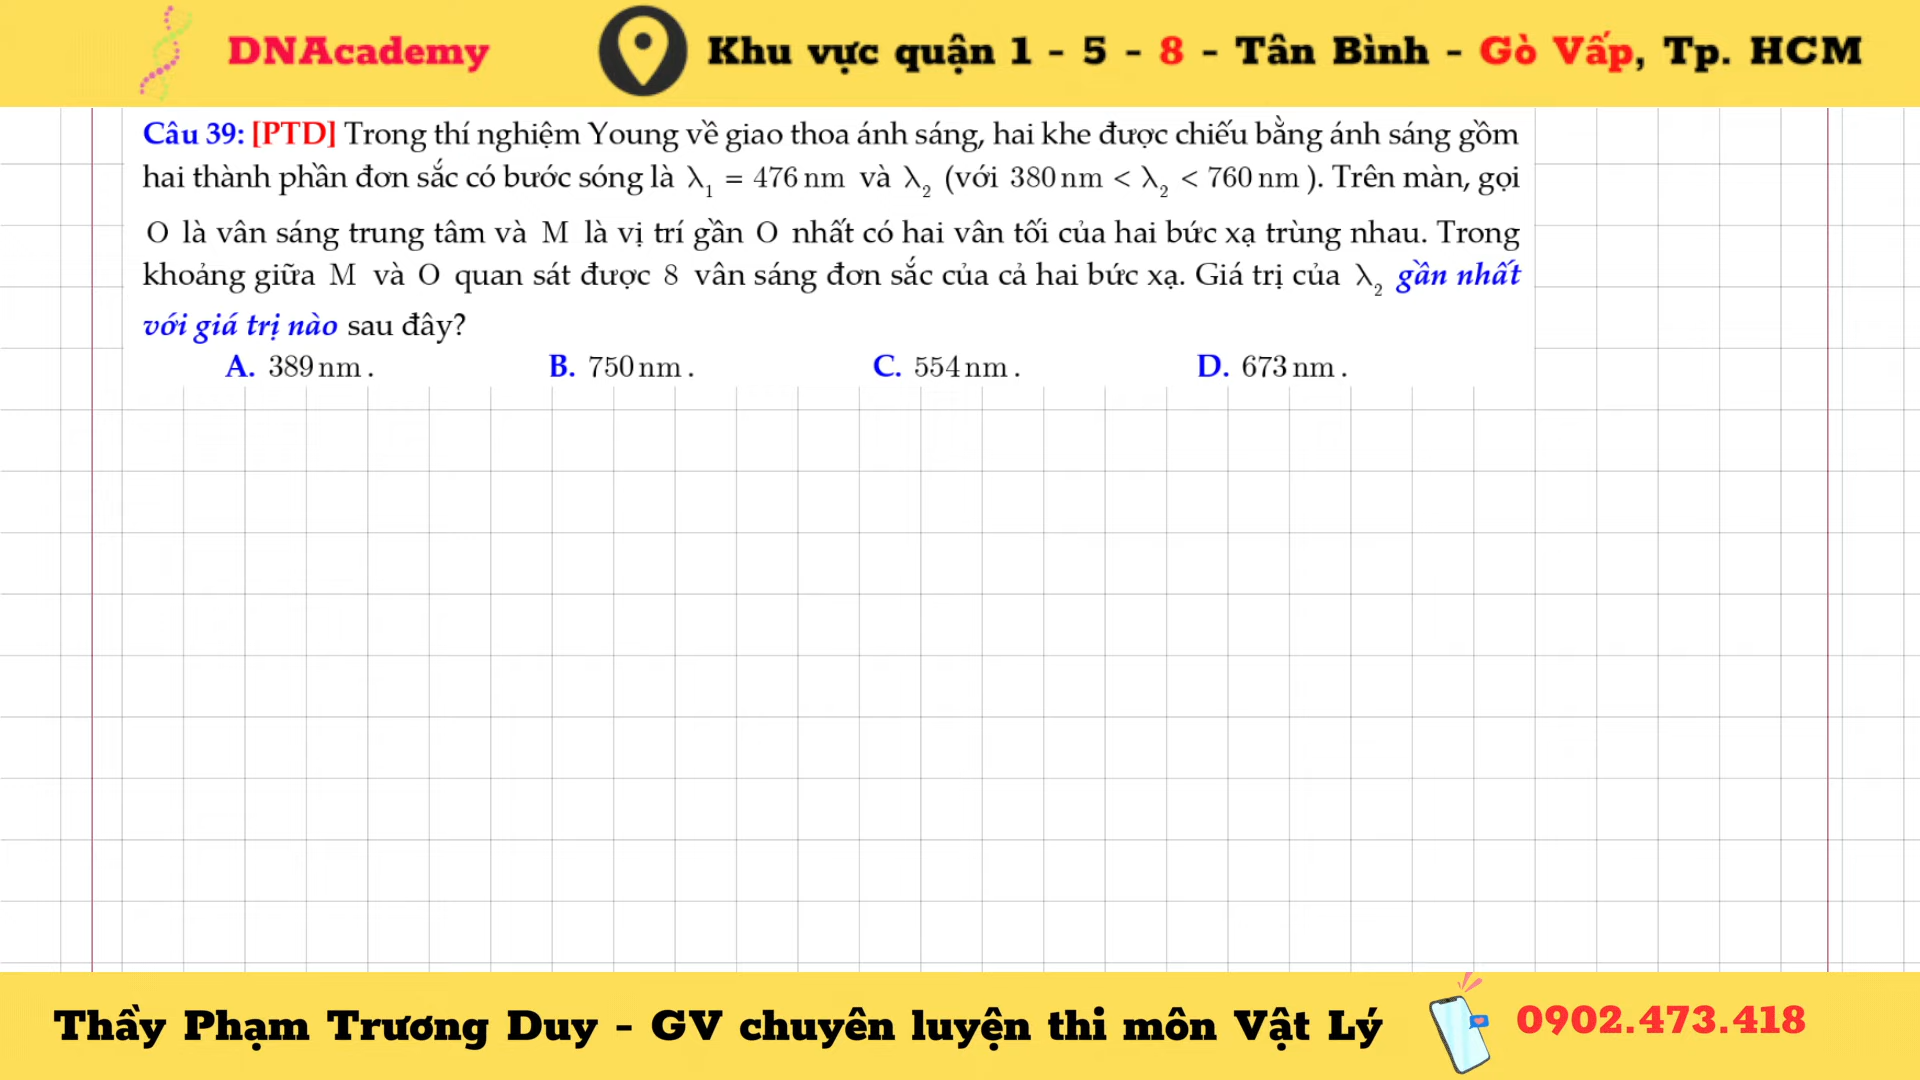 DNAcademy
Khu vực quận 1 - 5 - 8 - Tân Bình - Gò Vấp, Tp. HCM
Câu 39: [PTD] Trong thí nghiệm Young về giao thoa ánh sáng, hai khe được chiếu bằng ánh sáng gồm
hai thành phần đơn sắc có bước sóng là λ₁ = 476 nm và λ₂ (với 380 nm < λ₂ < 760 nm ). Trên màn, gọi
O là vân sáng trung tâm và M là vị trí gần O nhất có hai vân tối của hai bức xạ trùng nhau. Trong
khoảng giữa M và O quan sát được 8 vân sáng đơn sắc của cả hai bức xạ. Giá trị của λ₂ gần nhất
với giá trị nào sau đây?
A. 389 nm . B. 750 nm . C. 554 nm . D. 673 nm .
Thầy Phạm Trương Duy - GV chuyên luyện thi môn Vật Lý
0902.473.418